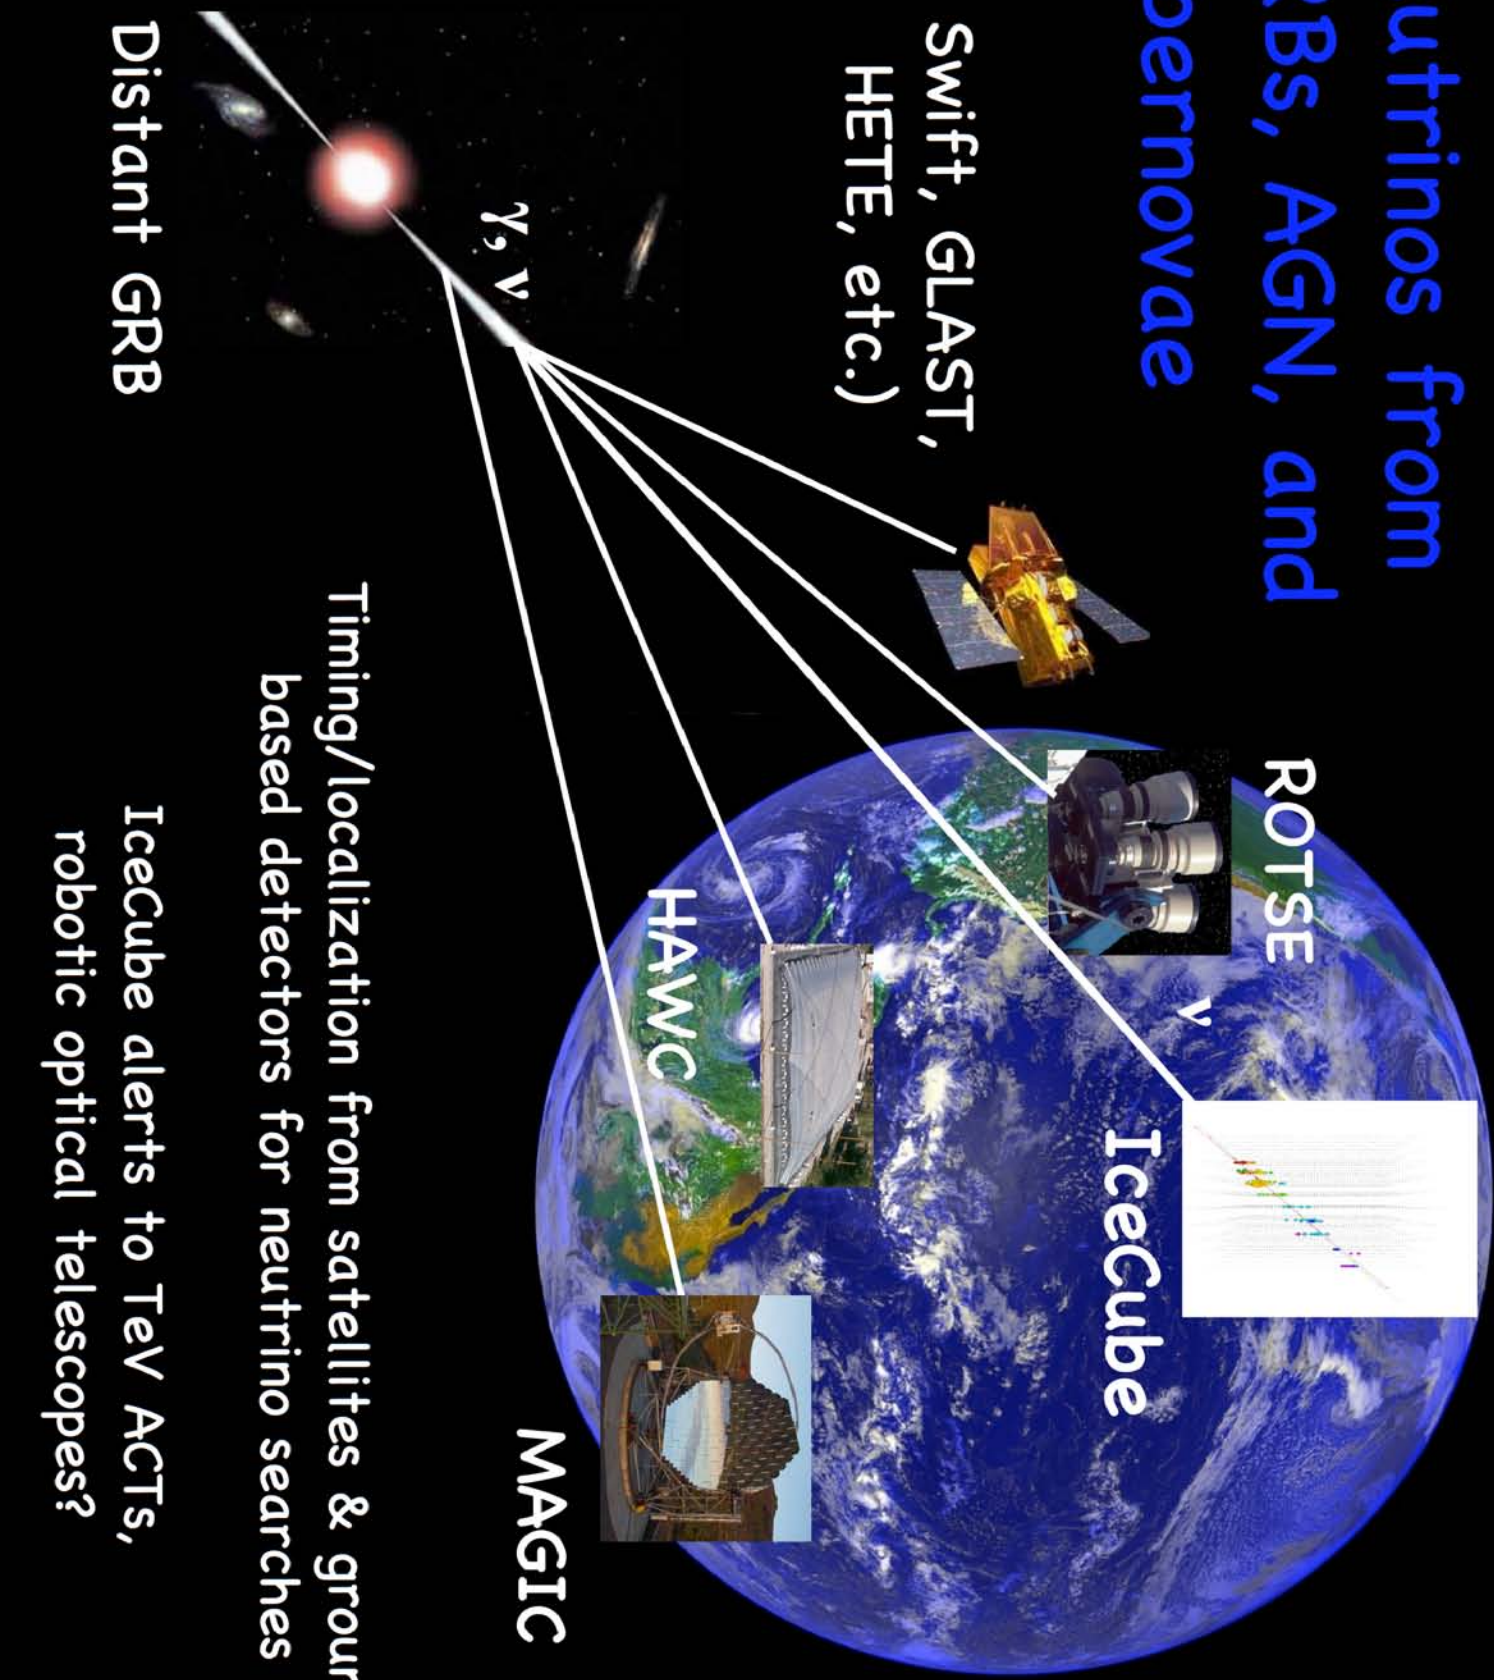 utrinos from
RBs, AGN, and
pernovae
Swift, GLAST,
HETE, etc.)
γ, ν
Distant GRB
ROTSE
ν
IceCube
HAWC
MAGIC
Timing/localization from satellites & groun
based detectors for neutrino searches
IceCube alerts to TeV ACTs,
robotic optical telescopes?